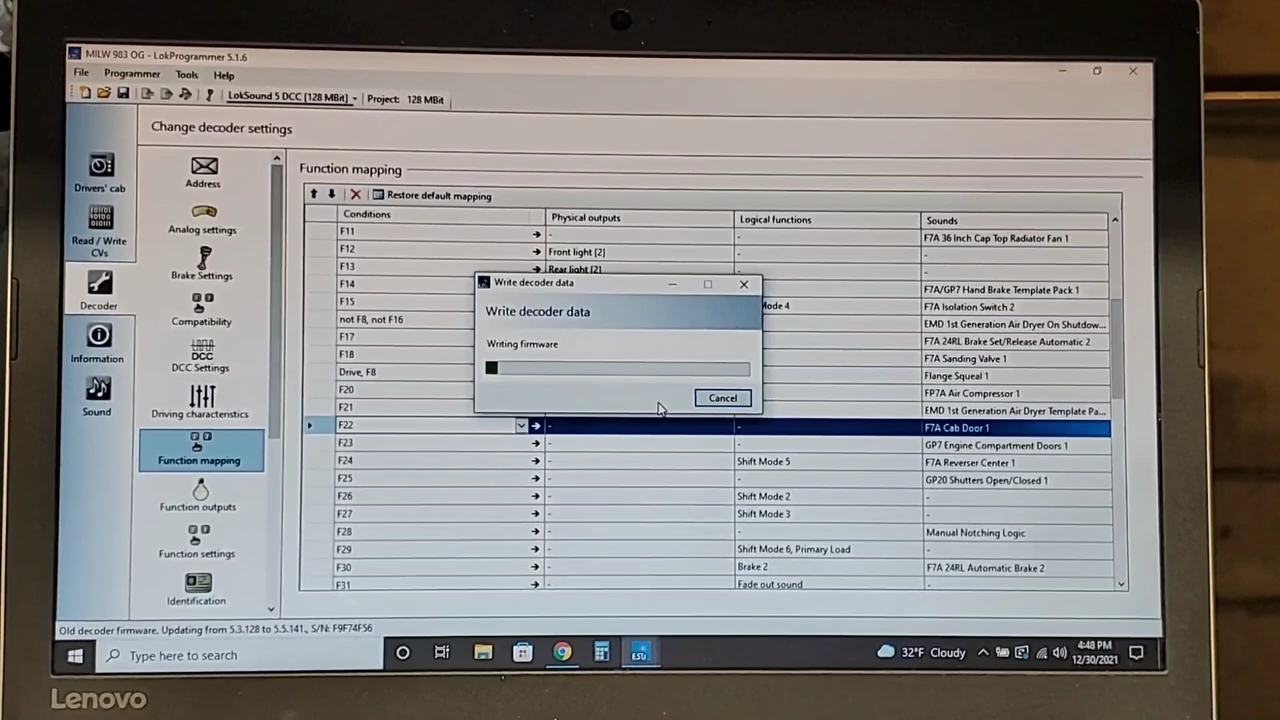 MILW 983 OG - LokProgrammer 5.1.6
File Programmer Tools Help
LokSound 5 DCC [128 MBit] Project: 128 MBit
Change decoder settings
Drivers' cab
Read / Write CVs
Decoder
Information
Sound
Address
Analog settings
Brake Settings
Compatibility
DCC
DCC Settings
Driving characteristics
Function mapping
Function outputs
Function settings
Identification
Function mapping
Restore default mapping
Conditions Physical outputs Logical functions Sounds
F11 - - F7A 36 Inch Cap Top Radiator Fan 1
F12 Front light [2] - -
F13 Rear light [2] - -
F14 F7A/GP7 Hand Brake Template Pack 1
F15 ode 4 F7A Isolation Switch 2
not F8, not F16 EMD 1st Generation Air Dryer On Shutdow...
F17 F7A 24RL Brake Set/Release Automatic 2
F18 F7A Sanding Valve 1
Drive, F8 Flange Squeal 1
F20 FP7A Air Compressor 1
F21 EMD 1st Generation Air Dryer Template Pa...
F22 - - F7A Cab Door 1
F23 - - GP7 Engine Compartment Doors 1
F24 - Shift Mode 5 F7A Reverser Center 1
F25 - - GP20 Shutters Open/Closed 1
F26 - Shift Mode 2 -
F27 - Shift Mode 3 -
F28 - - Manual Notching Logic
F29 - Shift Mode 6, Primary Load -
F30 - Brake 2 F7A 24RL Automatic Brake 2
F31 - Fade out sound -
Write decoder data
Write decoder data
Writing firmware
Cancel
Old decoder firmware. Updating from 5.3.128 to 5.5.141., S/N: F9F74F56
Type here to search
ESU
32°F Cloudy
4:48 PM
12/30/2021
Lenovo